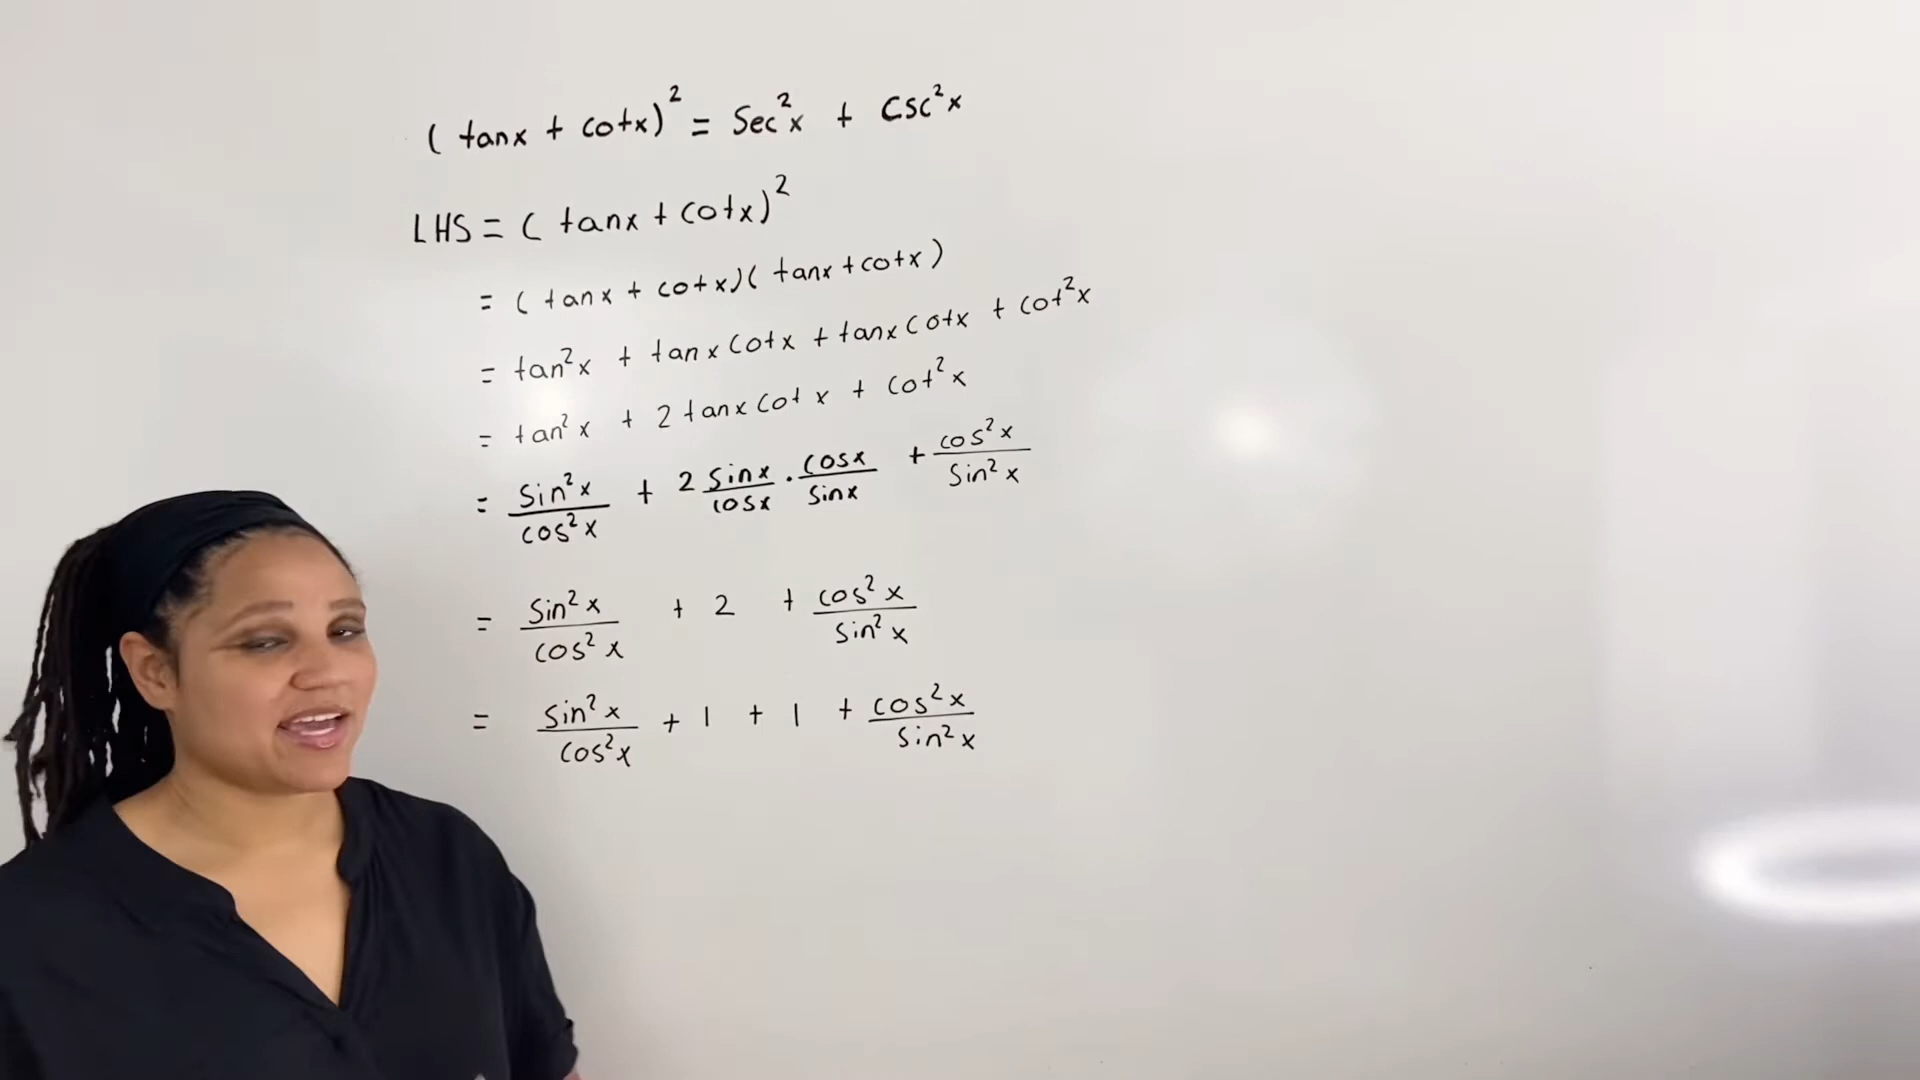 (tanx + cotx)² = Sec²x + Csc²x
LHS = (tanx + cotx)²
= (tanx + cotx)(tanx + cotx)
= tan²x + tanx cotx + tanx cotx + cot²x
= tan²x + 2 tanx cotx + cot²x
= Sin²x/cos²x + 2 Sinx/cosx · cosx/sinx + cos²x/Sin²x
= Sin²x/cos²x + 2 + cos²x/Sin²x
= Sin²x/cos²x + 1 + 1 + cos²x/Sin²x